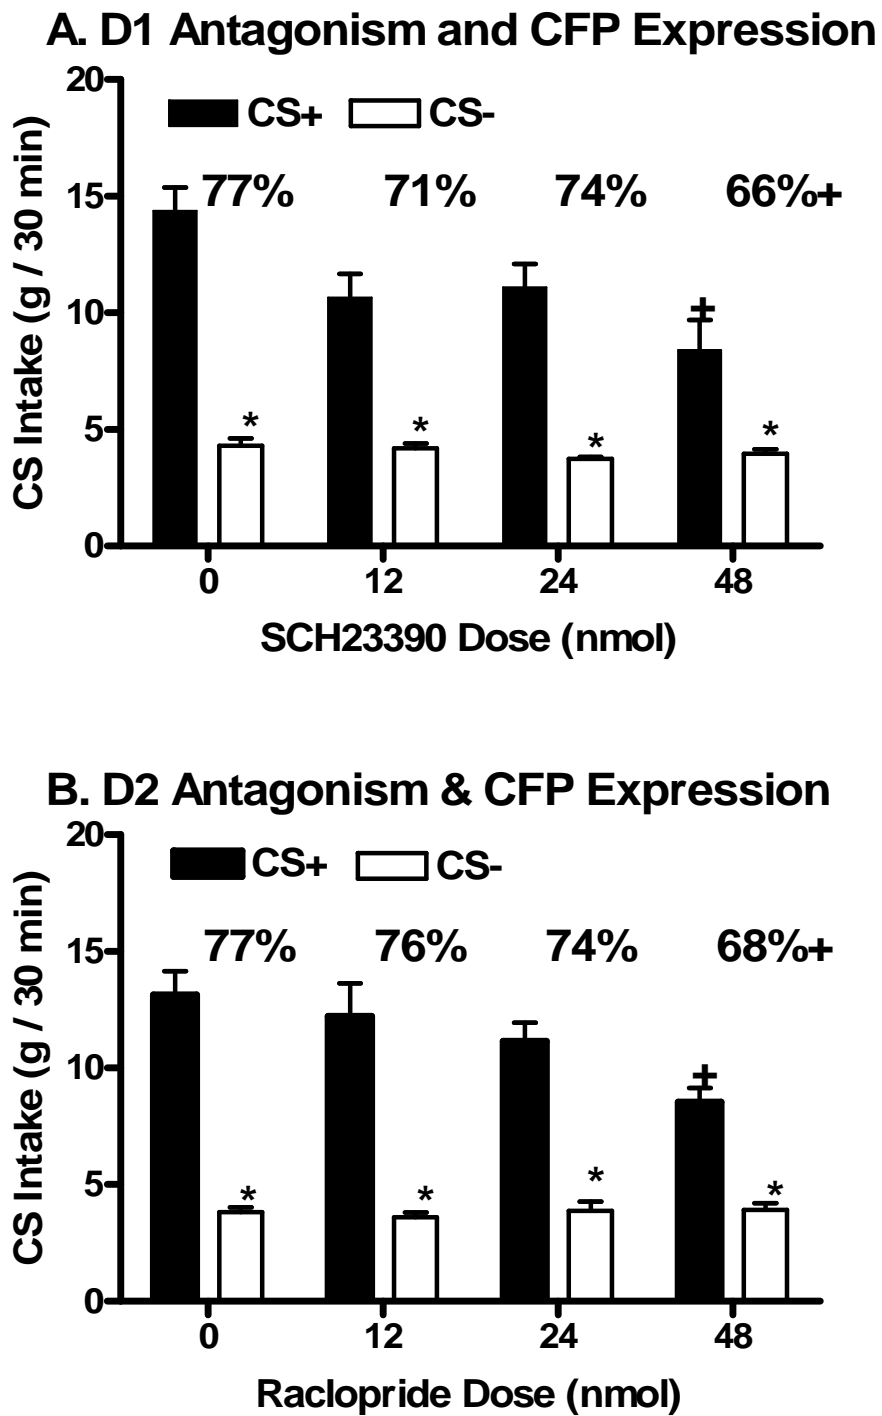 A. D1 Antagonism and CFP Expression
20
CS+ CS-
77% 71% 74% 66%+
15
10
+
5
* * * *
0
0 12 24 48
CS Intake (g / 30 min)
SCH23390 Dose (nmol)
B. D2 Antagonism & CFP Expression
20
CS+ CS-
77% 76% 74% 68%+
15
10
+
5
* * * *
0
0 12 24 48
CS Intake (g / 30 min)
Raclopride Dose (nmol)